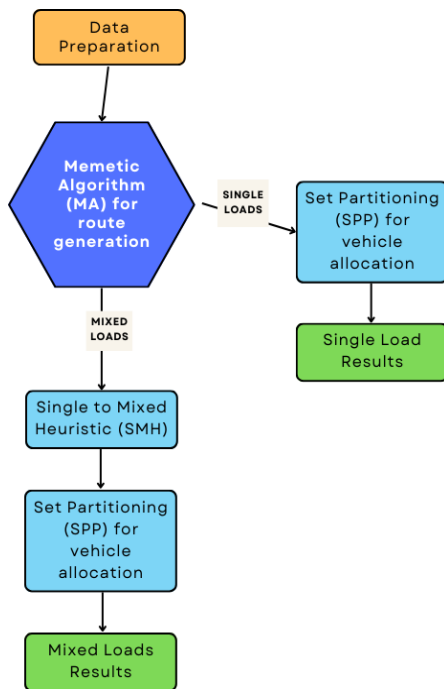 Data
Preparation
Memetic
Algorithm
(MA) for
route
generation
SINGLE
LOADS
Set Partitioning
(SPP) for
vehicle
allocation
Single Load
Results
MIXED
LOADS
Single to Mixed
Heuristic (SMH)
Set Partitioning
(SPP) for
vehicle
allocation
Mixed Loads
Results